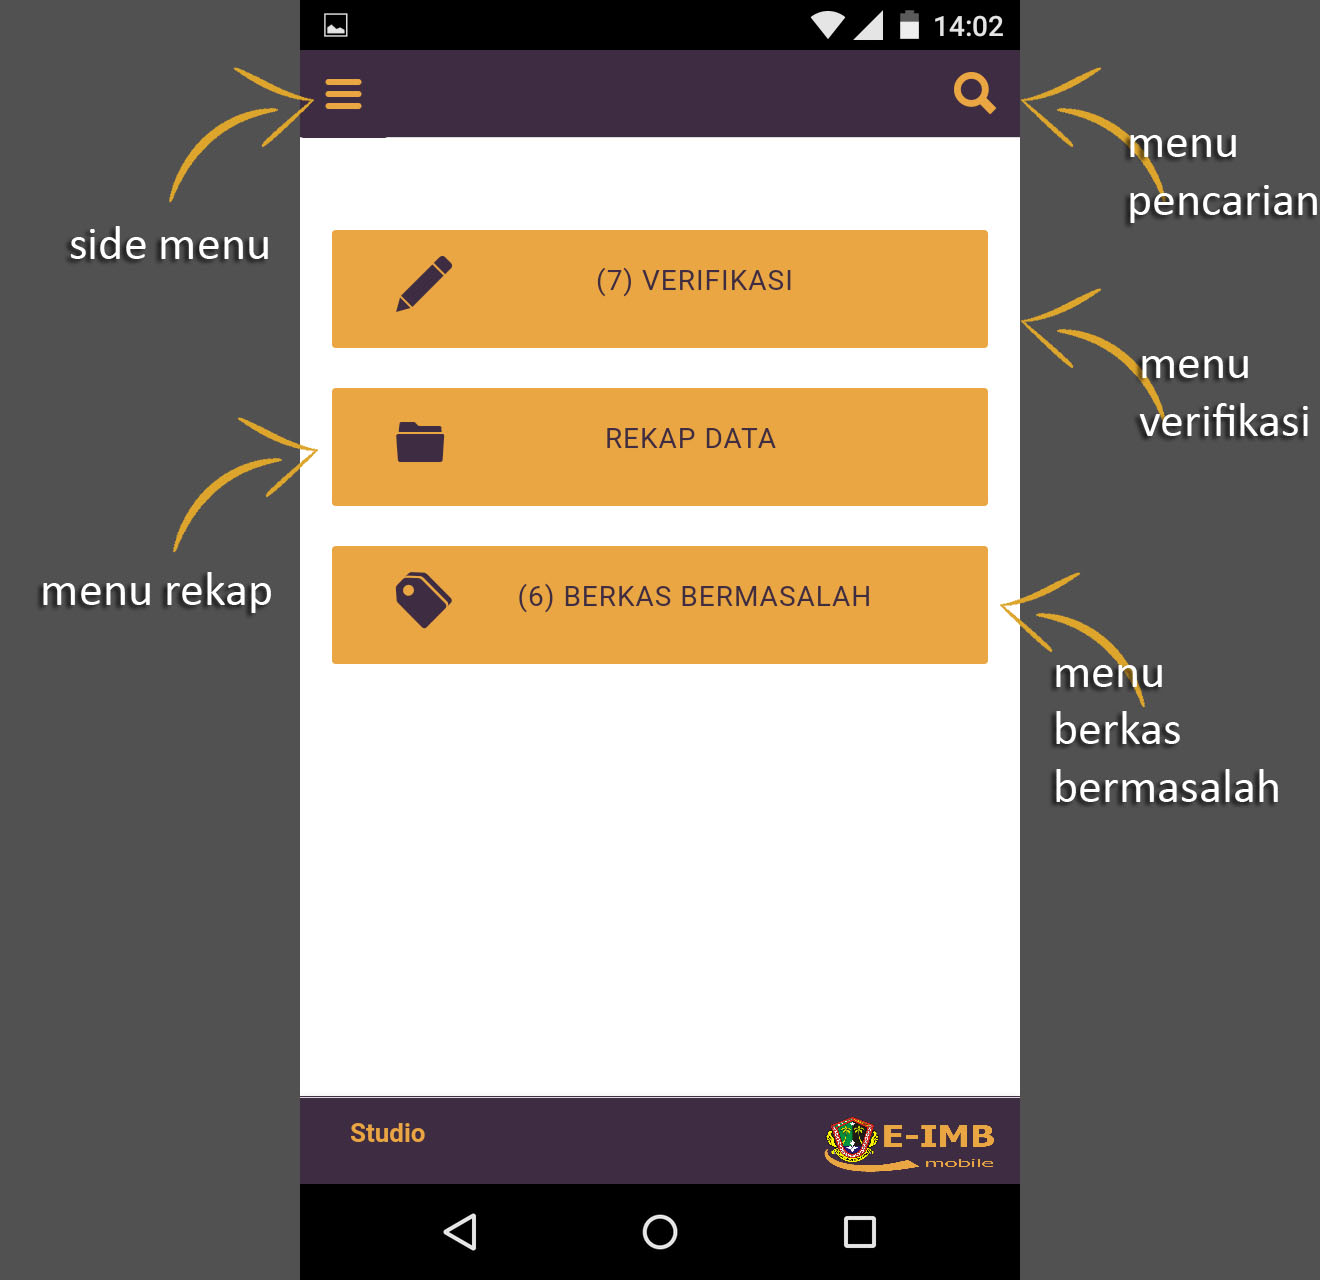 14:02
menu
pencarian
side menu
(7) VERIFIKASI
menu
verifikasi
REKAP DATA
menu rekap
(6) BERKAS BERMASALAH
menu
berkas
bermasalah
Studio
E-IMB
mobile